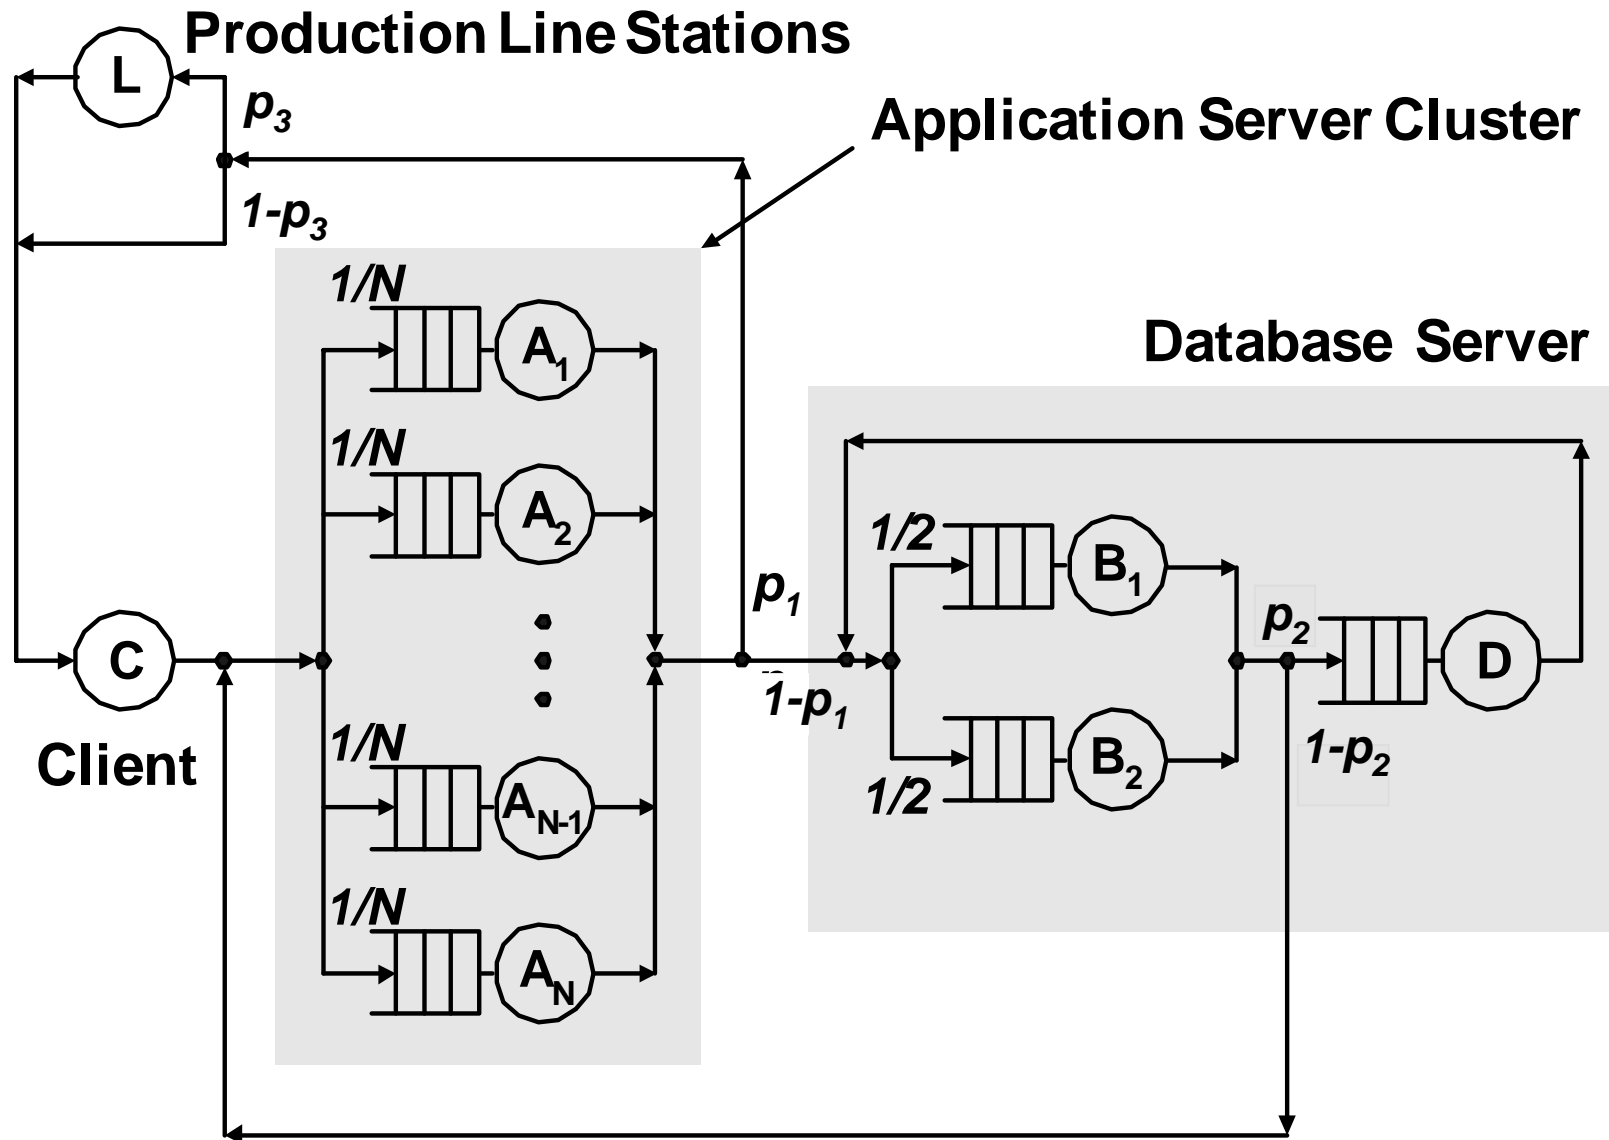 Production Line Stations
L
p3
Application Server Cluster
1-p3
1/N
A1
Database Server
1/N
A2
1/2
B1
p1
p2
C
D
1-p1
1-p2
Client
1/N
AN-1
1/2
B2
1/N
AN